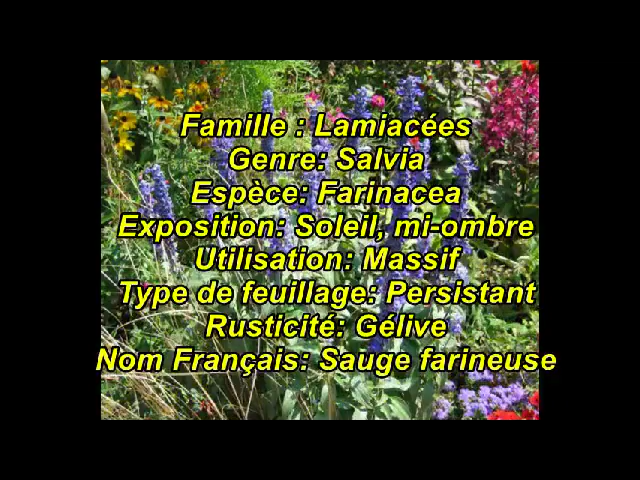 Famille : Lamiacées
Genre: Salvia
Espèce: Farinacea
Exposition: Soleil, mi-ombre
Utilisation: Massif
Type de feuillage: Persistant
Rusticité: Gélive
Nom Français: Sauge farineuse